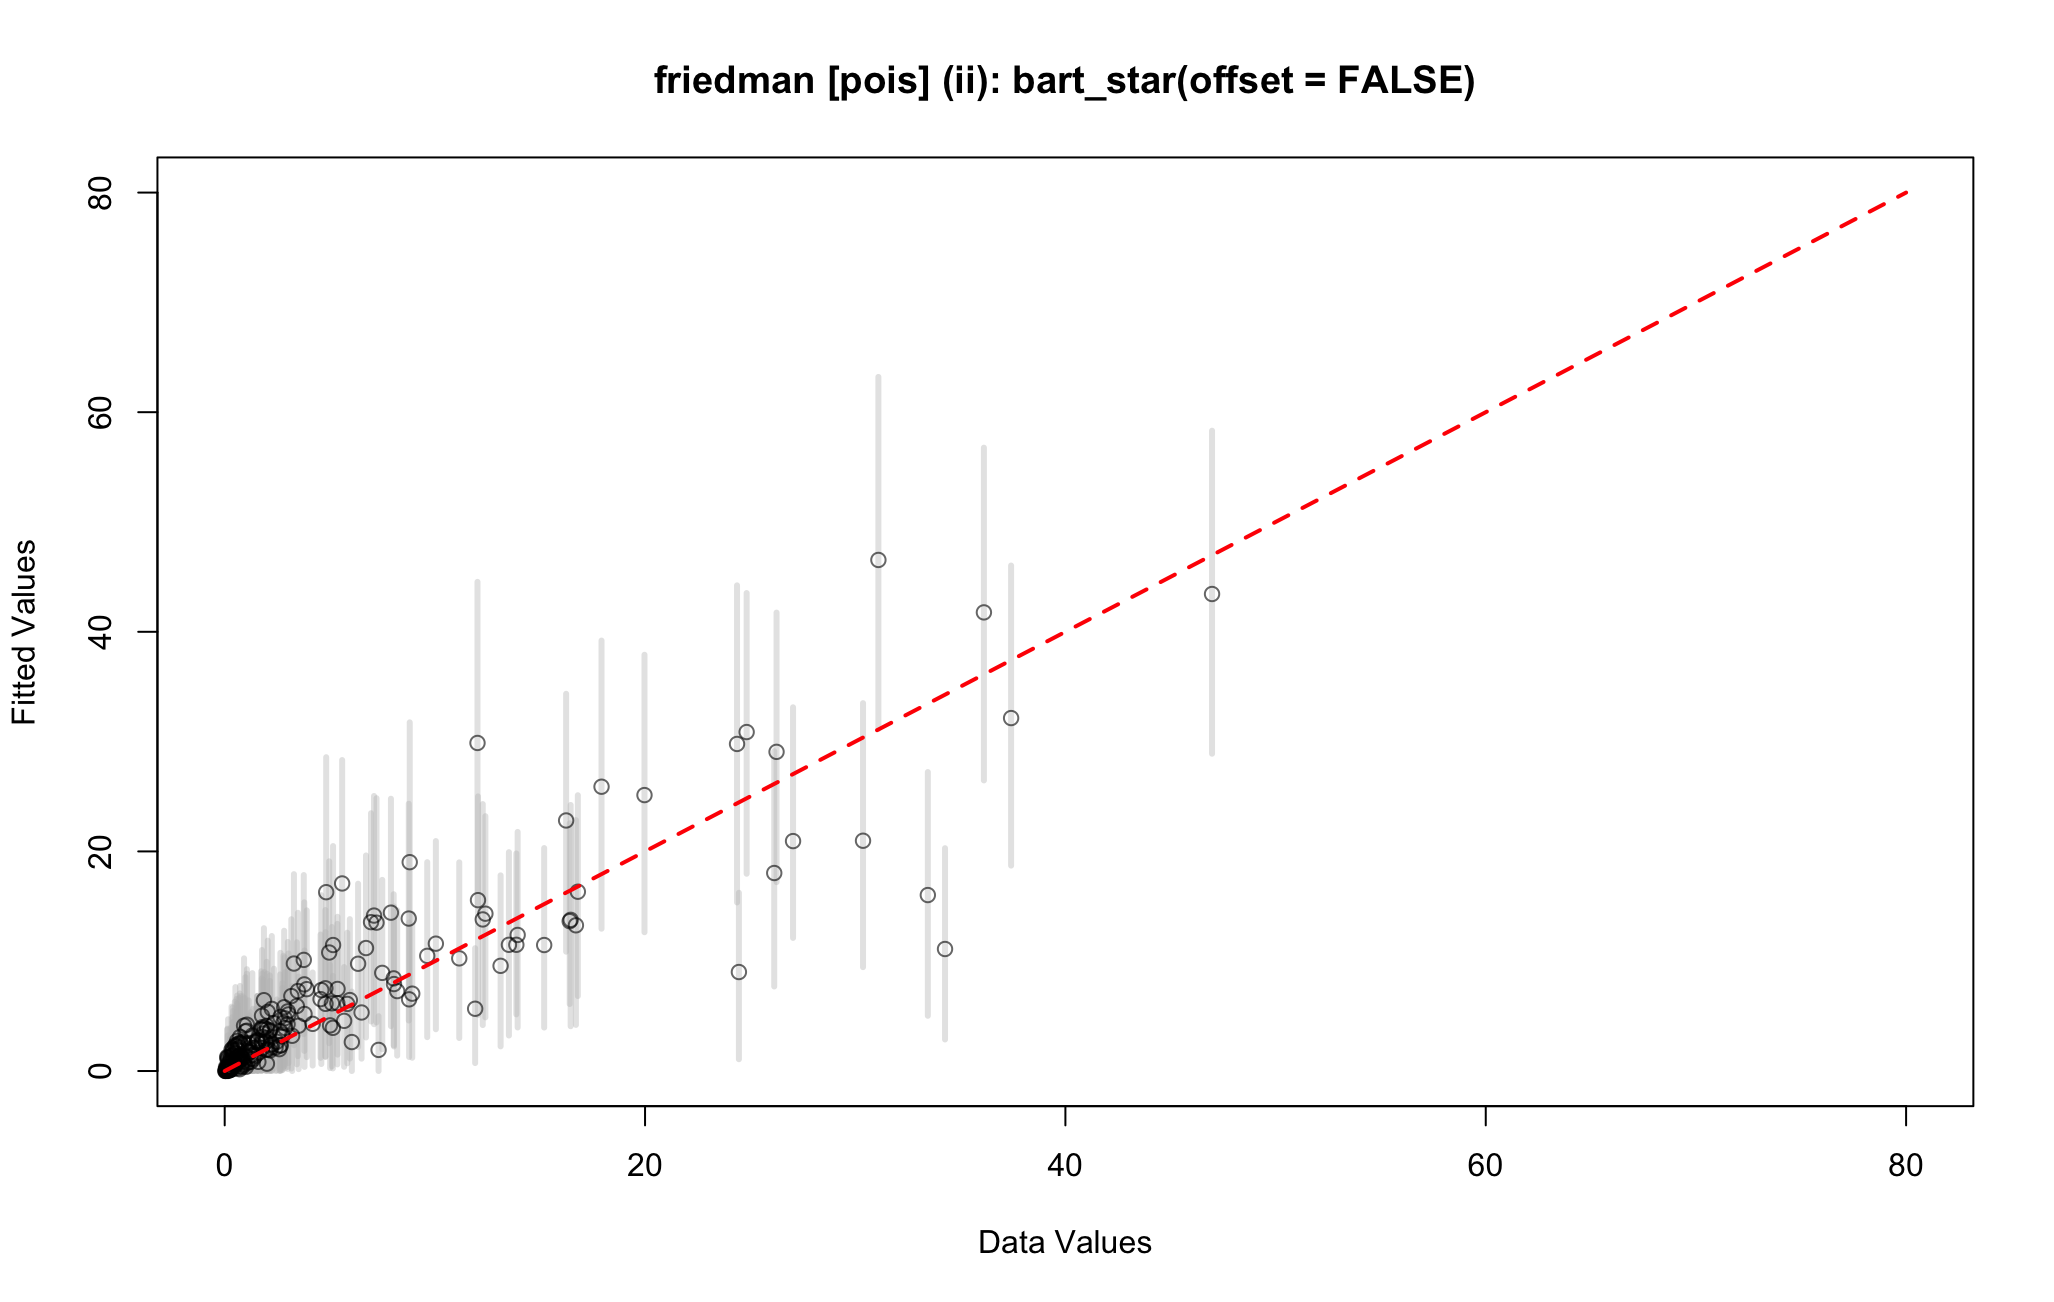 friedman [pois] (ii): bart_star(offset = FALSE)
80
60
40
20
0
Fitted Values
0 20 40 60 80
Data Values